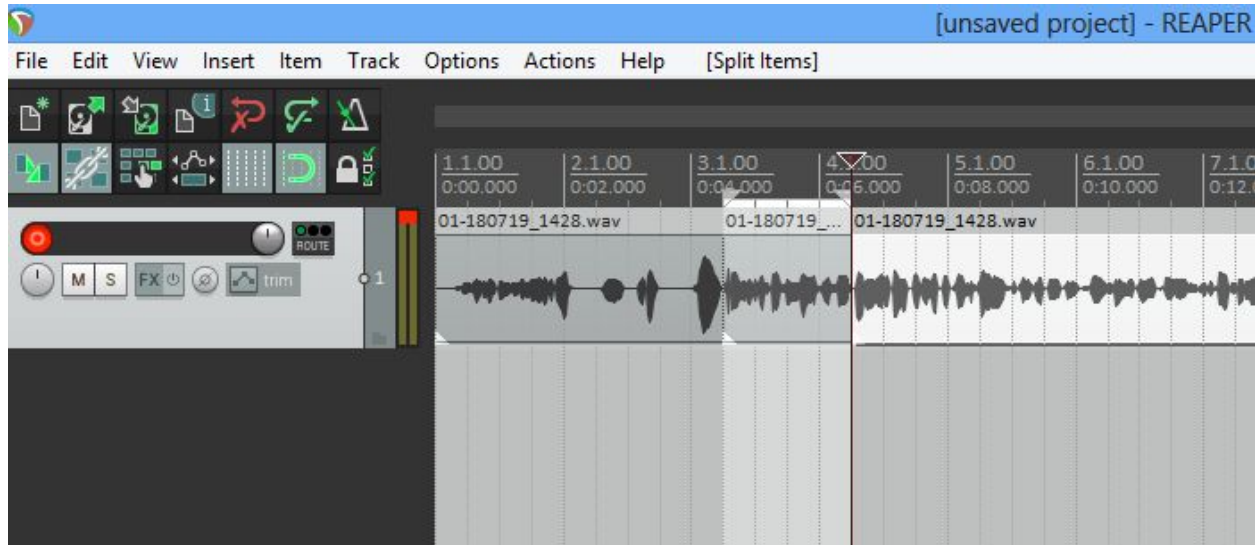 [unsaved project] - REAPER
File Edit View Insert Item Track Options Actions Help [Split Items]
i
1.1.00 2.1.00 3.1.00 5.1.00 6.1.00
0:00.000 0:02.000 0:04.000 0:06.000 0:08.000 0:10.000 0:12.
01-180719_1428.wav 01-180719_... 01-180719_1428.wav
ROUTE
M S FX trim 1